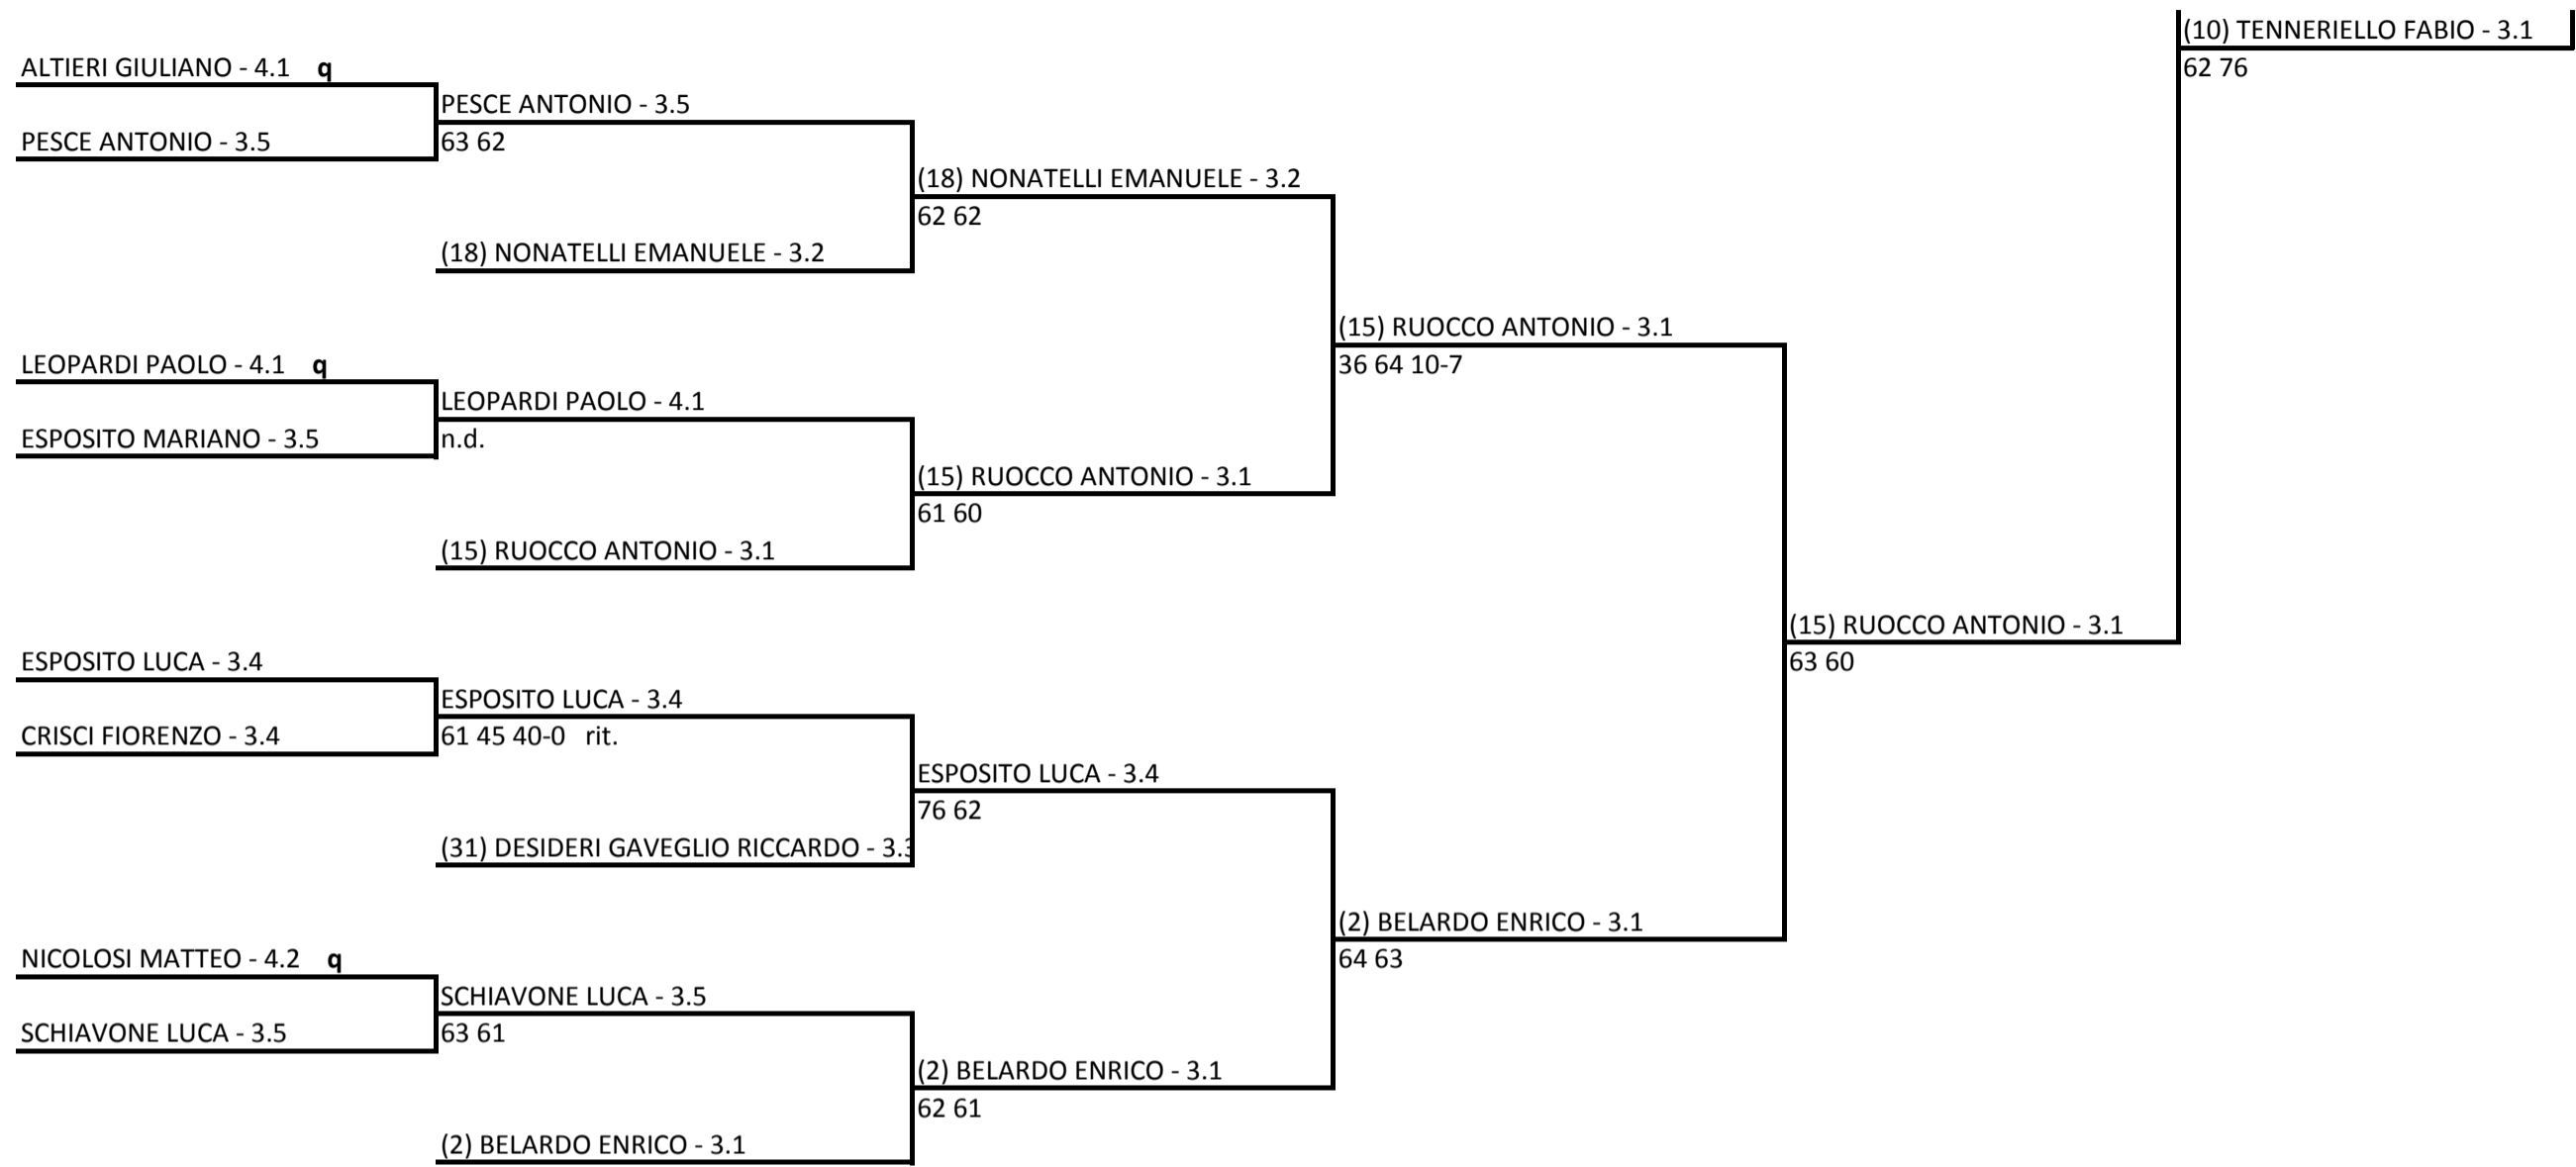 (10) TENNERIELLO FABIO - 3.1
62 76
ALTIERI GIULIANO - 4.1 q
PESCE ANTONIO - 3.5
PESCE ANTONIO - 3.5
63 62
(18) NONATELLI EMANUELE - 3.2
62 62
(18) NONATELLI EMANUELE - 3.2
(15) RUOCCO ANTONIO - 3.1
36 64 10-7
LEOPARDI PAOLO - 4.1 q
LEOPARDI PAOLO - 4.1
ESPOSITO MARIANO - 3.5
n.d.
(15) RUOCCO ANTONIO - 3.1
61 60
(15) RUOCCO ANTONIO - 3.1
(15) RUOCCO ANTONIO - 3.1
63 60
ESPOSITO LUCA - 3.4
ESPOSITO LUCA - 3.4
CRISCI FIORENZO - 3.4
61 45 40-0 rit.
ESPOSITO LUCA - 3.4
76 62
(31) DESIDERI GAVEGLIO RICCARDO - 3.3
(2) BELARDO ENRICO - 3.1
64 63
NICOLOSI MATTEO - 4.2 q
SCHIAVONE LUCA - 3.5
SCHIAVONE LUCA - 3.5
63 61
(2) BELARDO ENRICO - 3.1
62 61
(2) BELARDO ENRICO - 3.1